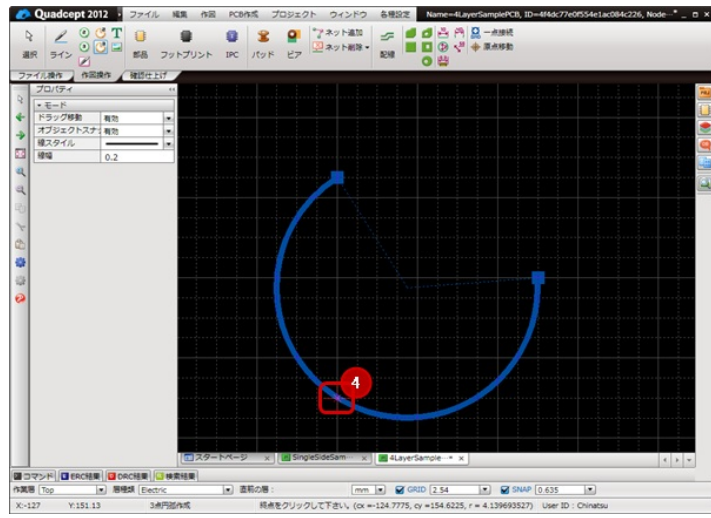 Quadcept 2012
ファイル 編集 作図 PCB作成 プロジェクト ウィンドウ 各種設定
Name=4LayerSamplePCB, ID=4f4dc77e0f554e1ac084c226, Node…*
選択 ライン 部品 フットプリント IPC パッド ビア ネット追加 ネット削除 配線 一点接続 原点移動
ファイル操作 作図操作 確認仕上げ
プロパティ
モード
ドラッグ移動 有効
オブジェクトスナ: 有効
線スタイル
線幅 0.2
4
スタートページ SingleSideSam… 4LayerSample…*
コマンド ERC結果 DRC結果 検索結果
作業層 Top 層種類 Electric 直前の層: mm GRID 2.54 SNAP 0.635
X:-127 Y:151.13 3点円弧作成 終点をクリックして下さい。(cx =-124.7775, cy =154.6225, r = 4.139693527) User ID : Chinatsu